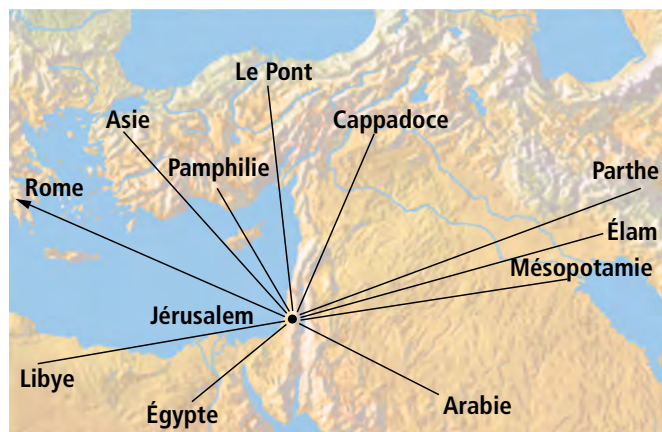 Le Pont
Asie
Cappadoce
Pamphilie
Parthe
Rome
Élam
Mésopotamie
Jérusalem
Libye
Égypte
Arabie